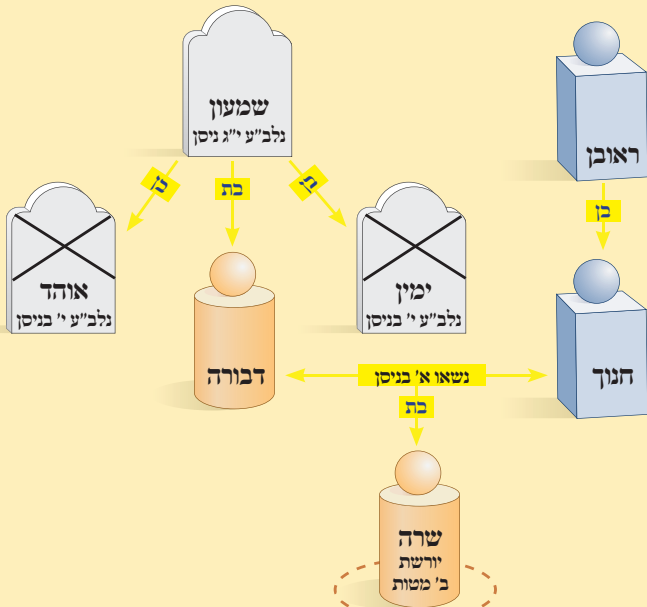 שמעון
נלב"ע י"ג ניסן
ראובן
בן
בת
בן
בן
אוהד
נלב"ע י' בניסן
ימין
נלב"ע י' בניסן
דבורה
נשאו א' בניסן
חנוך
בת
שרה
יורשת
ב' מטות